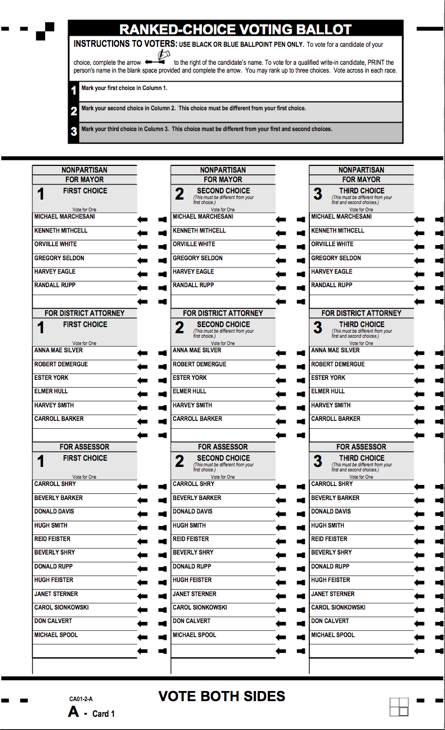 RANKED-CHOICE VOTING BALLOT
INSTRUCTIONS TO VOTERS: USE BLACK OR BLUE BALLPOINT PEN ONLY. To vote for a candidate of your
choice, complete the arrow to the right of the candidate's name. To vote for a qualified write-in candidate, PRINT the
person's name in the blank space provided and complete the arrow. You may rank up to three choices. Vote across in each race.
1 Mark your first choice in Column 1.
2 Mark your second choice in Column 2. This choice must be different from your first choice.
3 Mark your third choice in Column 3. This choice must be different from your first and second choices.
NONPARTISAN NONPARTISAN NONPARTISAN
FOR MAYOR FOR MAYOR FOR MAYOR
1 FIRST CHOICE 2 SECOND CHOICE 3 THIRD CHOICE
(This must be different from your (This must be different from your
first choice.) first and second choices.)
Vote for One Vote for One Vote for One
MICHAEL MARCHESANI MICHAEL MARCHESANI MICHAEL MARCHESANI
KENNETH MITHCELL KENNETH MITHCELL KENNETH MITHCELL
ORVILLE WHITE ORVILLE WHITE ORVILLE WHITE
GREGORY SELDON GREGORY SELDON GREGORY SELDON
HARVEY EAGLE HARVEY EAGLE HARVEY EAGLE
RANDALL RUPP RANDALL RUPP RANDALL RUPP
FOR DISTRICT ATTORNEY FOR DISTRICT ATTORNEY FOR DISTRICT ATTORNEY
1 FIRST CHOICE 2 SECOND CHOICE 3 THIRD CHOICE
(This must be different from your (This must be different from your
first choice.) first and second choices.)
Vote for One Vote for One Vote for One
ANNA MAE SILVER ANNA MAE SILVER ANNA MAE SILVER
ROBERT DEMERGUE ROBERT DEMERGUE ROBERT DEMERGUE
ESTER YORK ESTER YORK ESTER YORK
ELMER HULL ELMER HULL ELMER HULL
HARVEY SMITH HARVEY SMITH HARVEY SMITH
CARROLL BARKER CARROLL BARKER CARROLL BARKER
FOR ASSESSOR FOR ASSESSOR FOR ASSESSOR
1 FIRST CHOICE 2 SECOND CHOICE 3 THIRD CHOICE
(This must be different from your (This must be different from your
first choice.) first and second choices.)
Vote for One Vote for One Vote for One
CARROLL SHRY CARROLL SHRY CARROLL SHRY
BEVERLY BARKER BEVERLY BARKER BEVERLY BARKER
DONALD DAVIS DONALD DAVIS DONALD DAVIS
HUGH SMITH HUGH SMITH HUGH SMITH
REID FEISTER REID FEISTER REID FEISTER
BEVERLY SHRY BEVERLY SHRY BEVERLY SHRY
DONALD RUPP DONALD RUPP DONALD RUPP
HUGH FEISTER HUGH FEISTER HUGH FEISTER
JANET STERNER JANET STERNER JANET STERNER
CAROL SIONKOWSKI CAROL SIONKOWSKI CAROL SIONKOWSKI
DON CALVERT DON CALVERT DON CALVERT
MICHAEL SPOOL MICHAEL SPOOL MICHAEL SPOOL
CA01-2-A
VOTE BOTH SIDES
A - Card 1